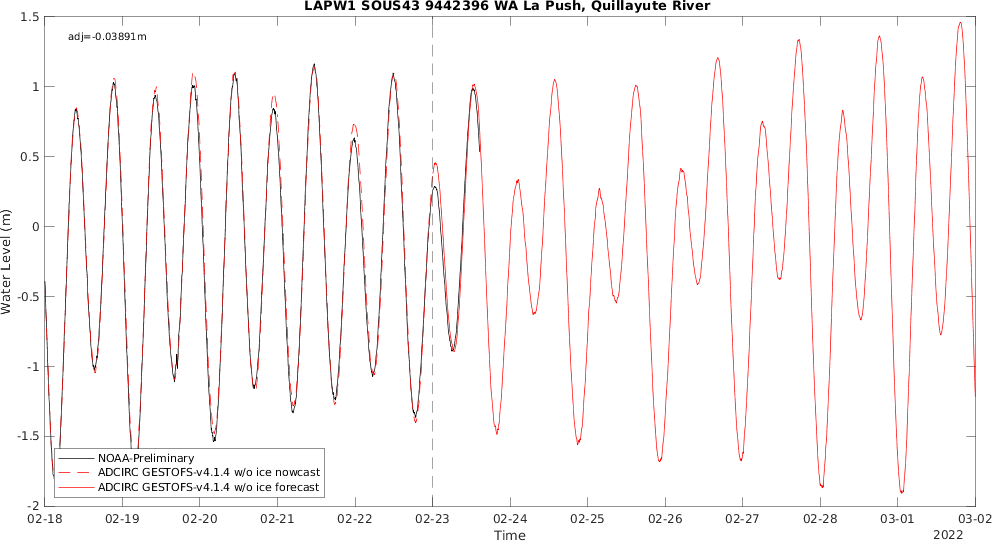 LAPW1 SOUS43 9442396 WA La Push, Quillayute River
adj=-0.03891m
1.5
1
0.5
0
-0.5
-1
-1.5
-2
Water Level (m)
NOAA-Preliminary
ADCIRC GESTOFS-v4.1.4 w/o ice nowcast
ADCIRC GESTOFS-v4.1.4 w/o ice forecast
02-18 02-19 02-20 02-21 02-22 02-23 02-24 02-25 02-26 02-27 02-28 03-01 03-02
Time
2022